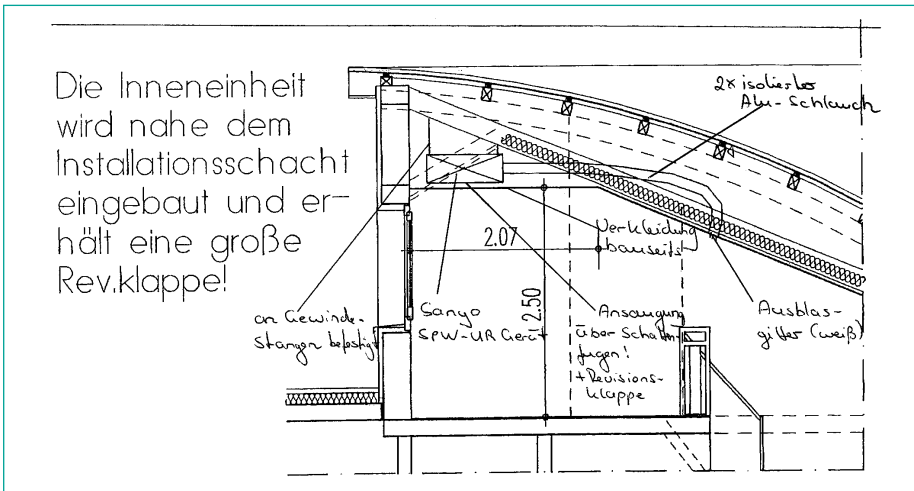 Die Inneneinheit
wird nahe dem
Installationsschacht
eingebaut und er-
hält eine große
Rev.klappe!
2x isolierter
Alu-Schlauch
Verkleidung
bauseits
2.07
2.50
an Gewinde-
stangen befestigt
Sanyo
SPW-UR Gerät
Ansaugung
über Schatten-
fugen!
+ Revisions-
klappe
Ausblas-
gitter (weiß)